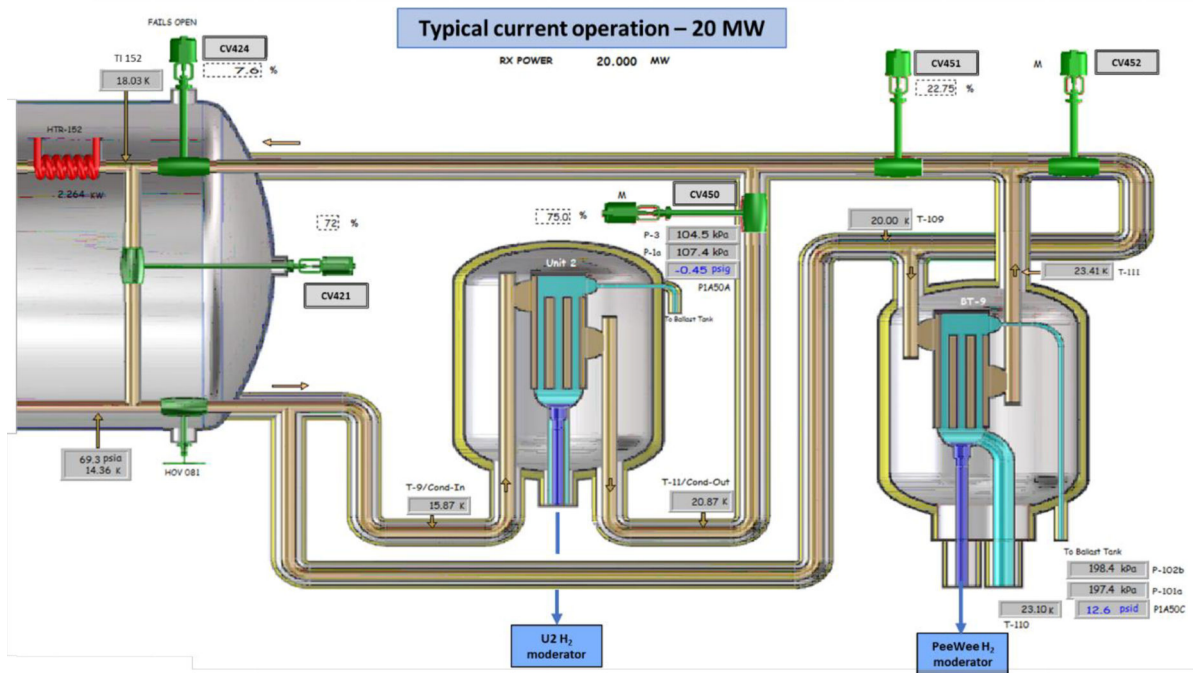 Typical current operation – 20 MW
RX POWER 20.000 MW
FAILS OPEN
CV424
7.6 %
TI 152
18.03 K
HTR-152
2.264 KW
72 %
CV421
69.3 psia
14.36 K
HOV 081
CV451
22.75 %
M
CV452
M
CV450
75.0 %
P-3 104.5 kPa
P-1a 107.4 kPa
-0.45 psig
P1A50A
Unit 2
To Ballast Tank
20.00 K T-109
23.41 K T-111
BT-9
T-9/Cond-In
15.87 K
T-11/Cond-Out
20.87 K
To Ballast Tank
198.4 kPa P-102b
197.4 kPa P-101a
12.6 psid P1A50C
23.10 K
T-110
U2 H₂
moderator
PeeWee H₂
moderator